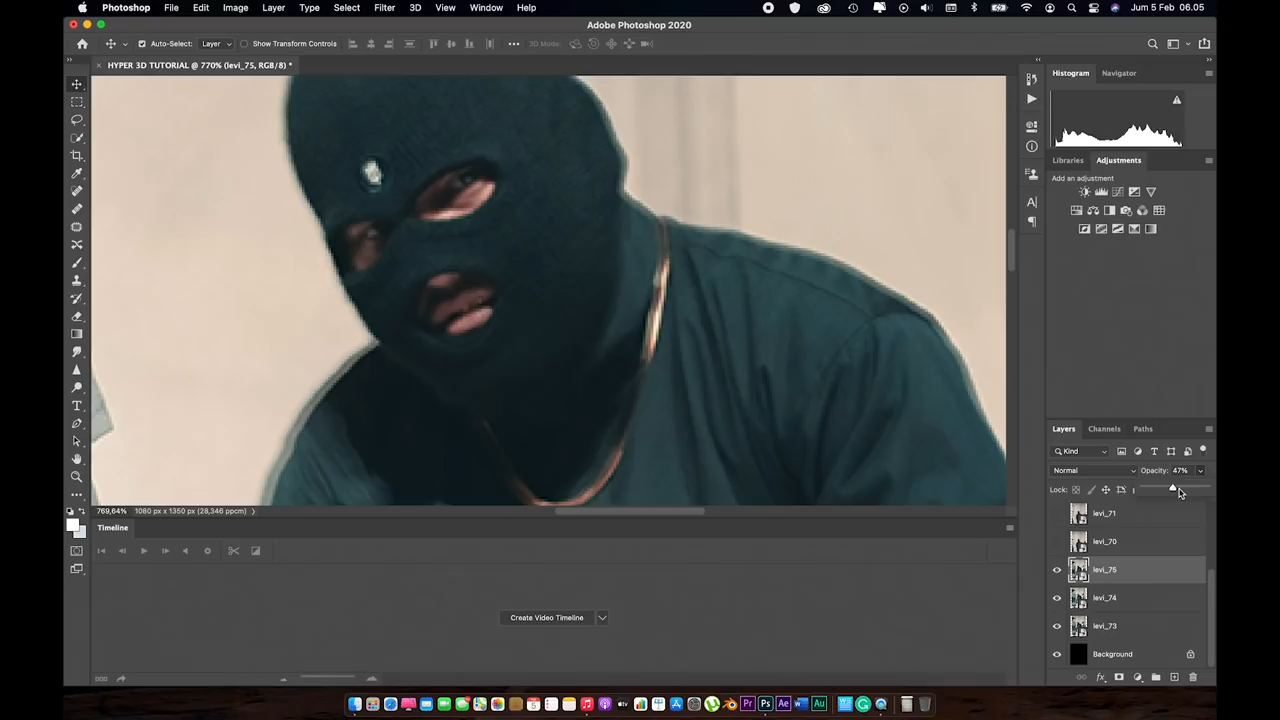 Photoshop File Edit Image Layer Type Select Filter 3D View Window Help Jum 5 Feb 06.05
Adobe Photoshop 2020
Auto-Select: Layer Show Transform Controls 3D Mode:
HYPER 3D TUTORIAL @ 770% (levi_75, RGB/8) *
Histogram Navigator
Libraries Adjustments
Add an adjustment
Layers Channels Paths
Kind
Normal Opacity: 47%
Lock:
levi_71
levi_70
levi_75
levi_74
levi_73
Background
769,64% 1080 px x 1350 px (28,346 ppcm)
Timeline
Create Video Timeline